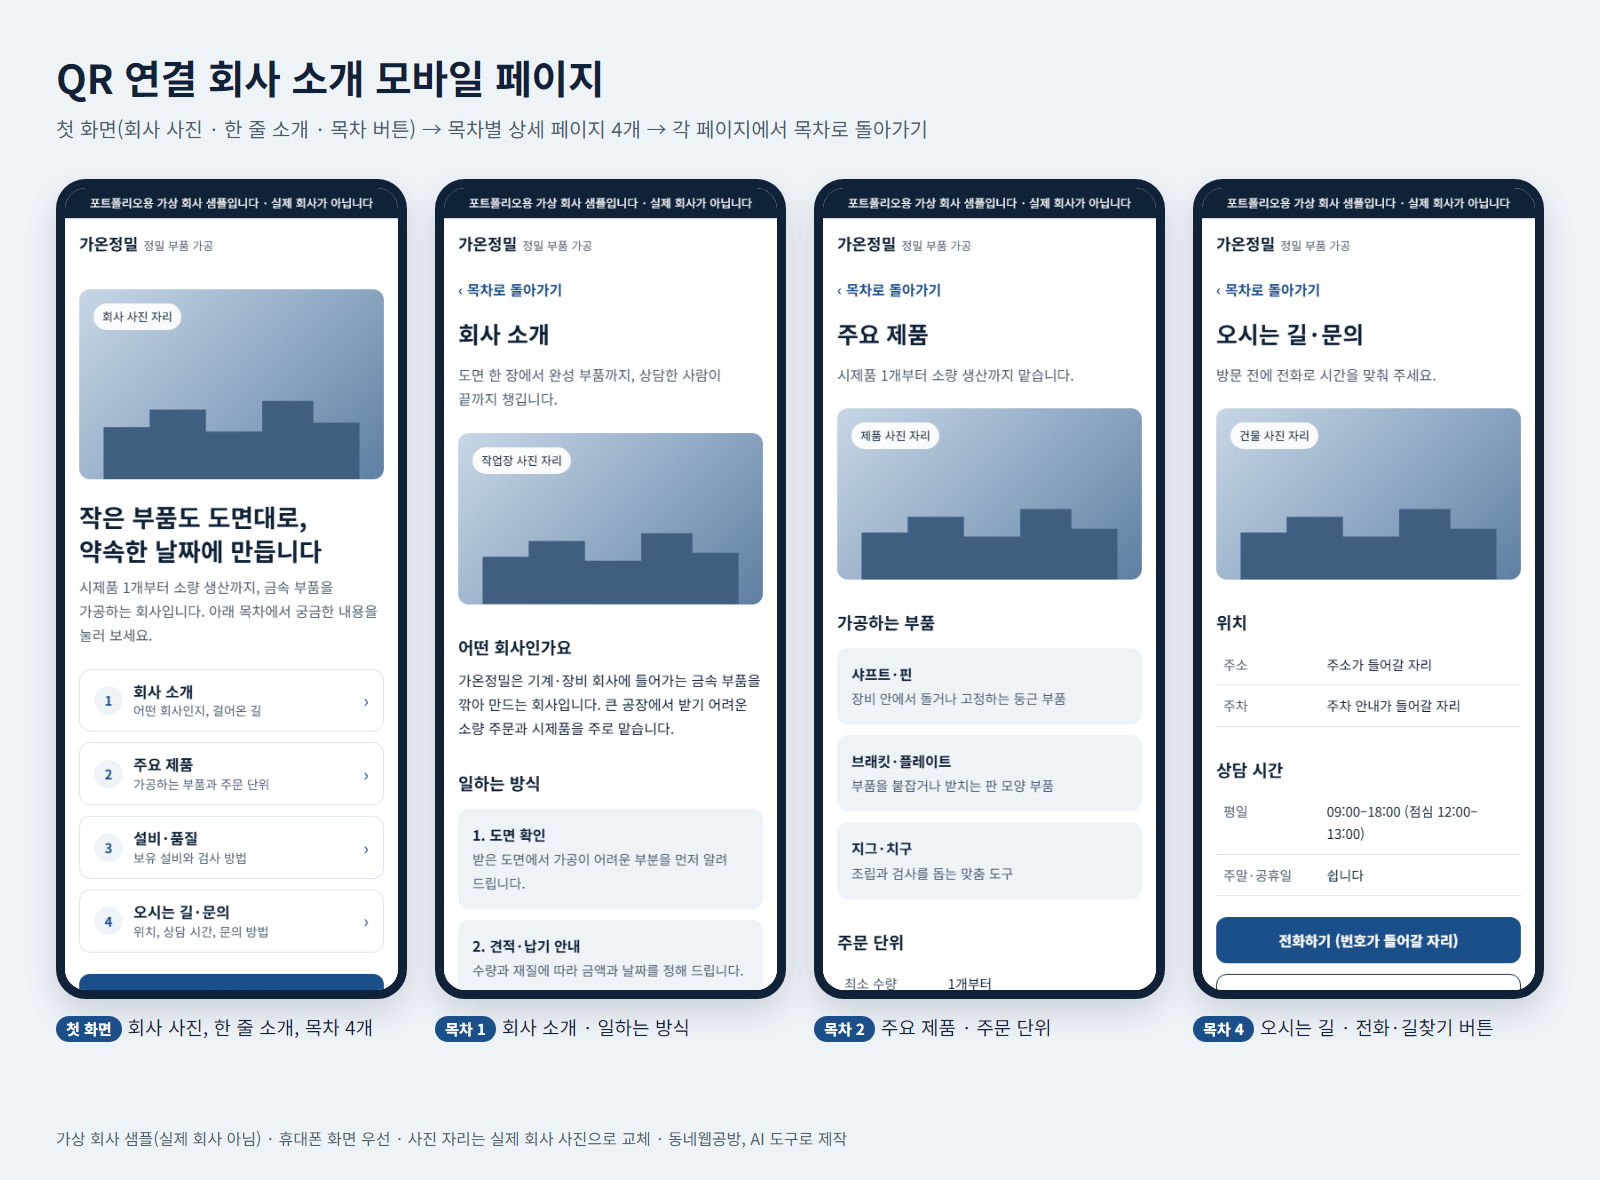 QR 연결 회사 소개 모바일 페이지
첫 화면(회사 사진 · 한 줄 소개 · 목차 버튼) → 목차별 상세 페이지 4개 → 각 페이지에서 목차로 돌아가기
포트폴리오용 가상 회사 샘플입니다 · 실제 회사가 아닙니다
가온정밀 정밀 부품 가공
회사 사진 자리
작은 부품도 도면대로,
약속한 날짜에 만듭니다
시제품 1개부터 소량 생산까지, 금속 부품을
가공하는 회사입니다. 아래 목차에서 궁금한 내용을
눌러 보세요.
1
회사 소개
어떤 회사인지, 걸어온 길
›
2
주요 제품
가공하는 부품과 주문 단위
›
3
설비·품질
보유 설비와 검사 방법
›
4
오시는 길·문의
위치, 상담 시간, 문의 방법
›
첫 화면 회사 사진, 한 줄 소개, 목차 4개
포트폴리오용 가상 회사 샘플입니다 · 실제 회사가 아닙니다
가온정밀 정밀 부품 가공
‹ 목차로 돌아가기
회사 소개
도면 한 장에서 완성 부품까지, 상담한 사람이
끝까지 챙깁니다.
작업장 사진 자리
어떤 회사인가요
가온정밀은 기계·장비 회사에 들어가는 금속 부품을
깎아 만드는 회사입니다. 큰 공장에서 받기 어려운
소량 주문과 시제품을 주로 맡습니다.
일하는 방식
1. 도면 확인
받은 도면에서 가공이 어려운 부분을 먼저 알려
드립니다.
2. 견적·납기 안내
수량과 재질에 따라 금액과 날짜를 정해 드립니다.
목차 1 회사 소개 · 일하는 방식
포트폴리오용 가상 회사 샘플입니다 · 실제 회사가 아닙니다
가온정밀 정밀 부품 가공
‹ 목차로 돌아가기
주요 제품
시제품 1개부터 소량 생산까지 맡습니다.
제품 사진 자리
가공하는 부품
샤프트·핀
장비 안에서 돌거나 고정하는 둥근 부품
브래킷·플레이트
부품을 붙잡거나 받치는 판 모양 부품
지그·치구
조립과 검사를 돕는 맞춤 도구
주문 단위
최소 수량 1개부터
목차 2 주요 제품 · 주문 단위
포트폴리오용 가상 회사 샘플입니다 · 실제 회사가 아닙니다
가온정밀 정밀 부품 가공
‹ 목차로 돌아가기
오시는 길·문의
방문 전에 전화로 시간을 맞춰 주세요.
건물 사진 자리
위치
주소 주소가 들어갈 자리
주차 주차 안내가 들어갈 자리
상담 시간
평일 09:00–18:00 (점심 12:00–
13:00)
주말·공휴일 쉽니다
전화하기 (번호가 들어갈 자리)
목차 4 오시는 길 · 전화·길찾기 버튼
가상 회사 샘플(실제 회사 아님) · 휴대폰 화면 우선 · 사진 자리는 실제 회사 사진으로 교체 · 동네웹공방, AI 도구로 제작